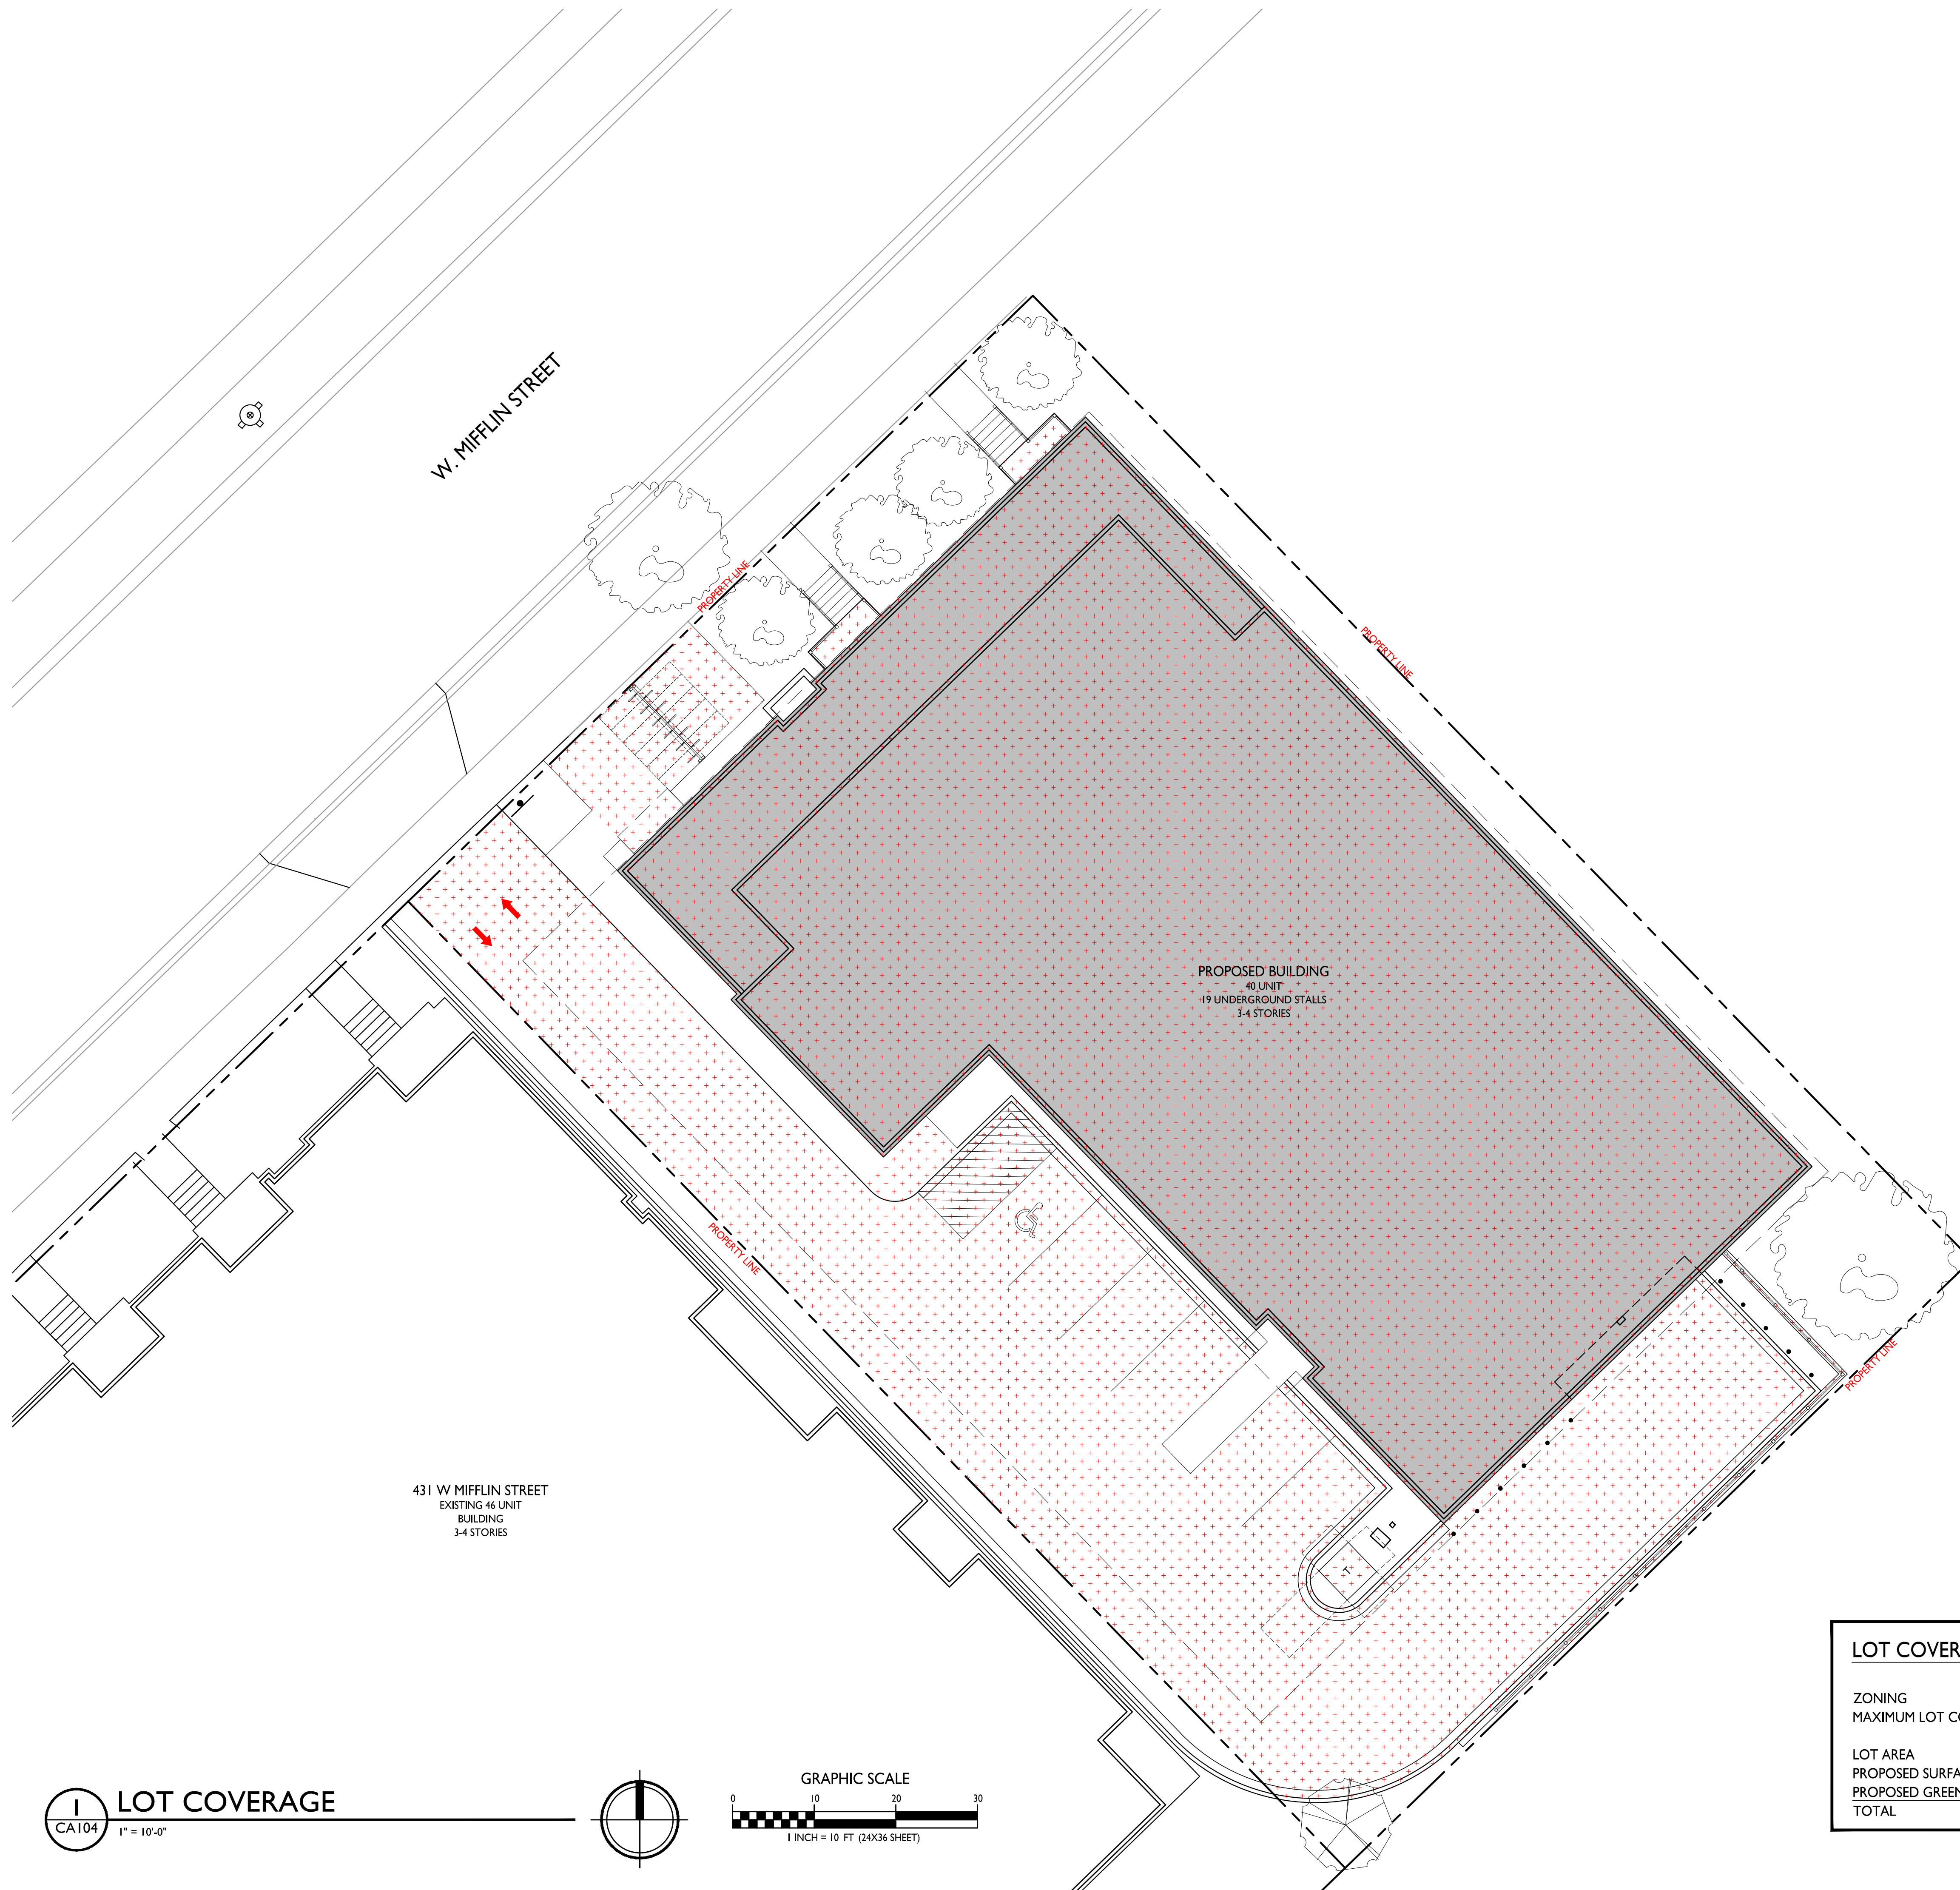 W. MIFFLIN STREET
PROPERTY LINE
PROPERTY LINE
PROPOSED BUILDING
40 UNIT
19 UNDERGROUND STALLS
3-4 STORIES
PROPERTY LINE
PROPERTY LINE
T
431 W MIFFLIN STREET
EXISTING 46 UNIT
BUILDING
3-4 STORIES
LOT COVER
ZONING
MAXIMUM LOT CO
LOT AREA
PROPOSED SURFA
PROPOSED GREEN
TOTAL
1
CA104
LOT COVERAGE
1" = 10'-0"
GRAPHIC SCALE
0 10 20 30
1 INCH = 10 FT (24X36 SHEET)